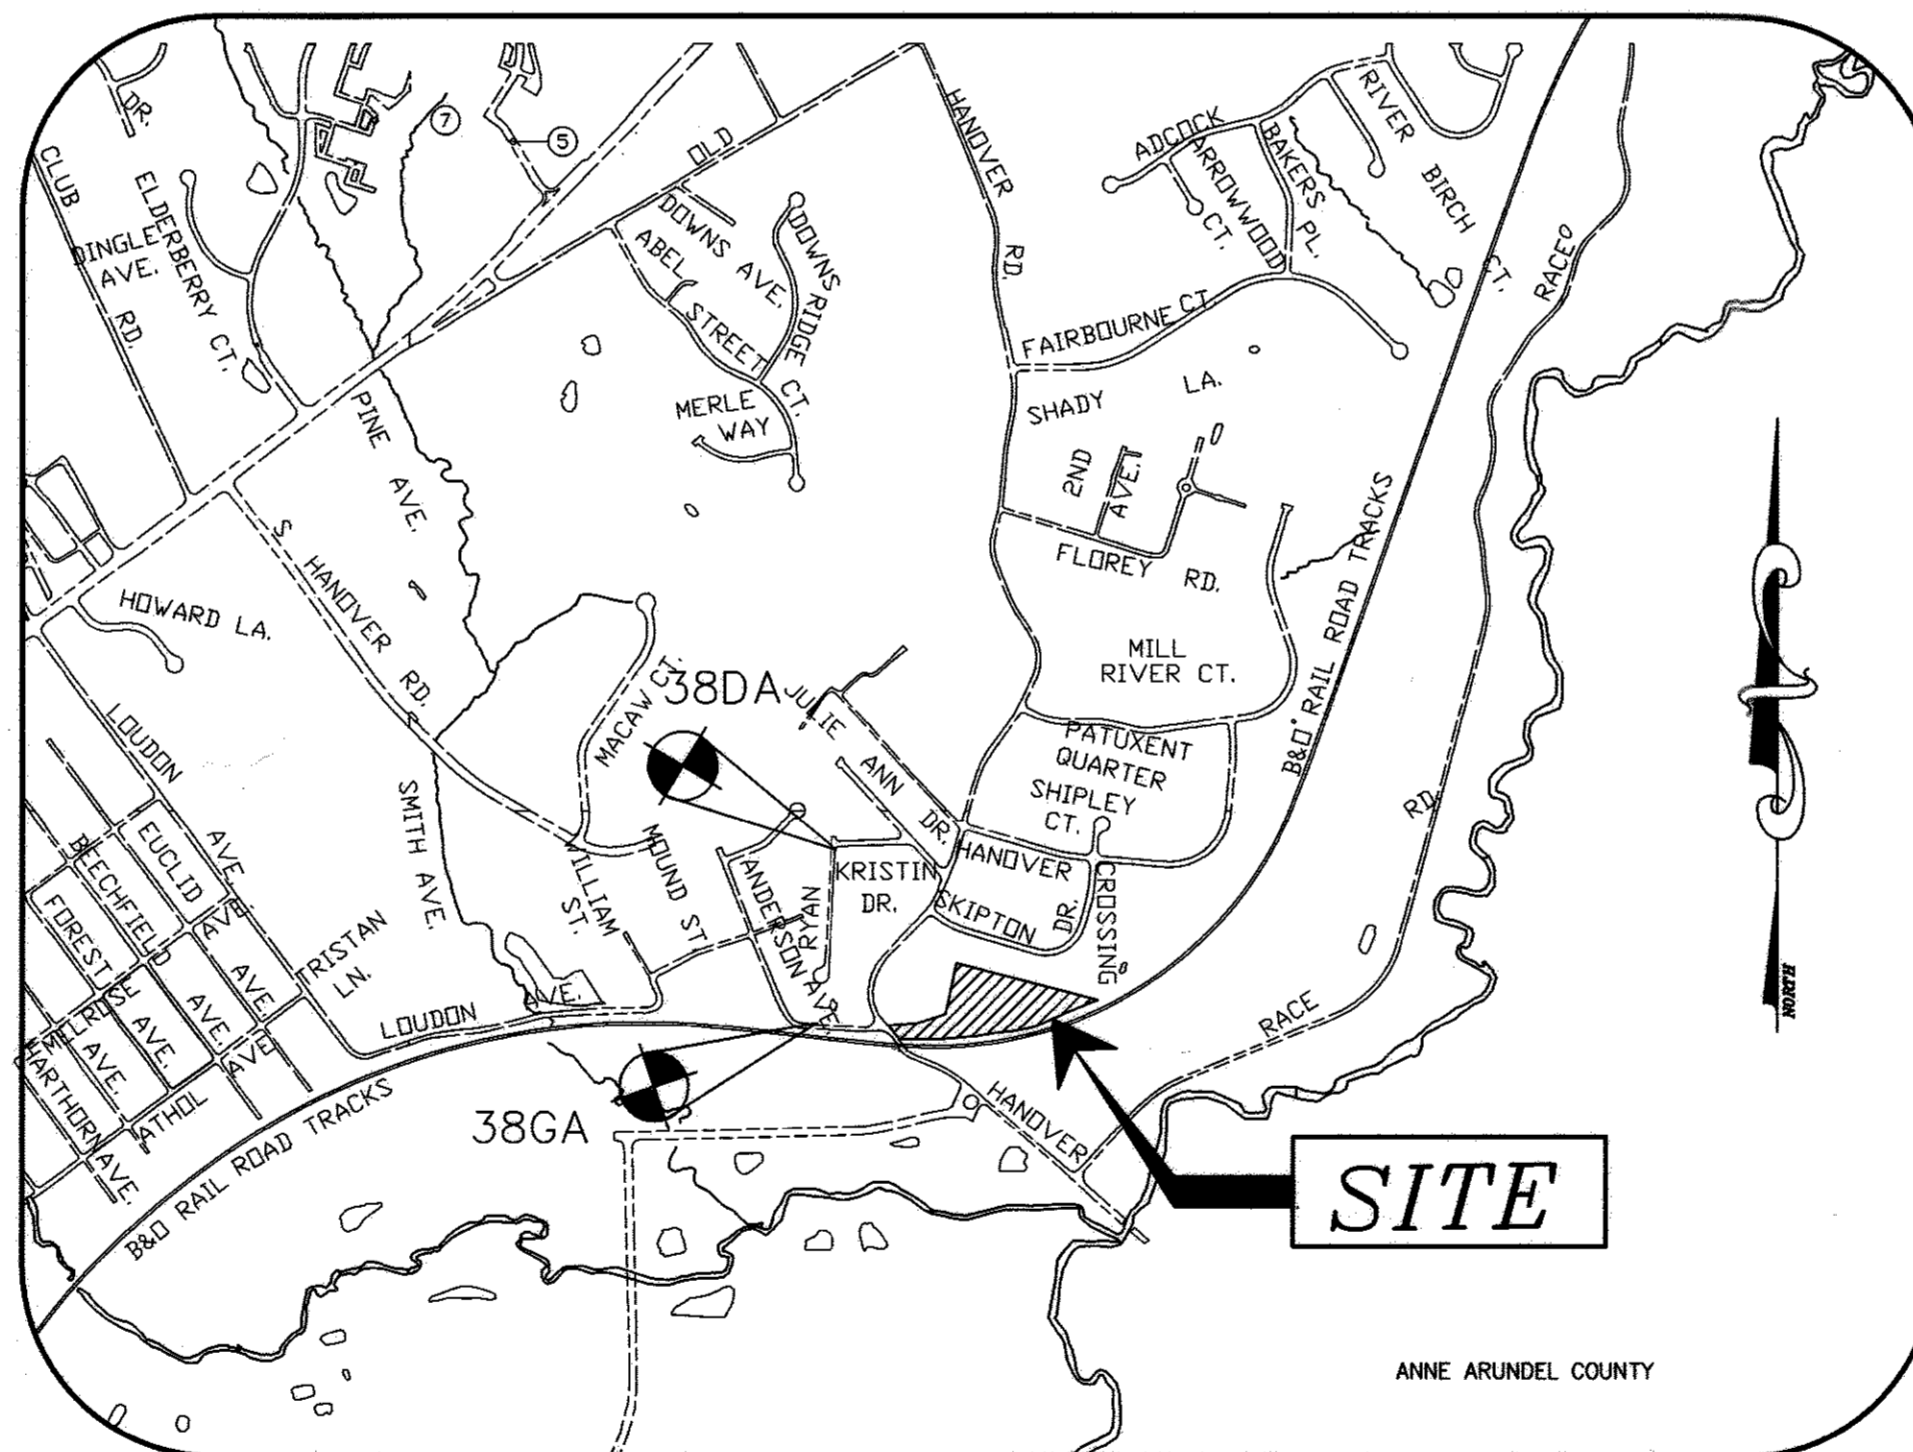 DR.
CLUB
RD.
DINGLE
AVE.
ELDERBERRY CT.
7
5
OLD
HANOVER
RD.
DOWNS AVE.
ABEL
STREET
DOWNS RIDGE CT.
MERLE
WAY
ADCOCK
ARROWWOOD
CT.
BAKERS PL.
RIVER BIRCH CT.
RACE
RD.
FAIRBOURNE CT
SHADY LA.
2ND
AVE.
FLOREY RD.
MILL
RIVER CT.
B&O RAIL ROAD TRACKS
PINE AVE.
S HANOVER RD.
HOWARD LA.
LOUDON
AVE.
MACAW CT.
38DA
JULIE ANN DR.
PATUXENT
QUARTER
SHIPLEY
CT.
HANOVER
CROSSING
SKIPTON
DR.
KRISTIN
DR.
RYAN
ANDERSON AVE.
MOUND ST
WILLIAM
ST.
SMITH AVE.
EUCLID
AVE.
BEECHFIELD
AVE.
FOREST
AVE.
AVE
MELROSE
AVE
HARTHORN
AVE.
AVE.
ATHOL
TRISTAN
LN.
LOUDON AVE.
B&O RAIL ROAD TRACKS
38GA
HANOVER
RACE
SITE
NORTH
ANNE ARUNDEL COUNTY